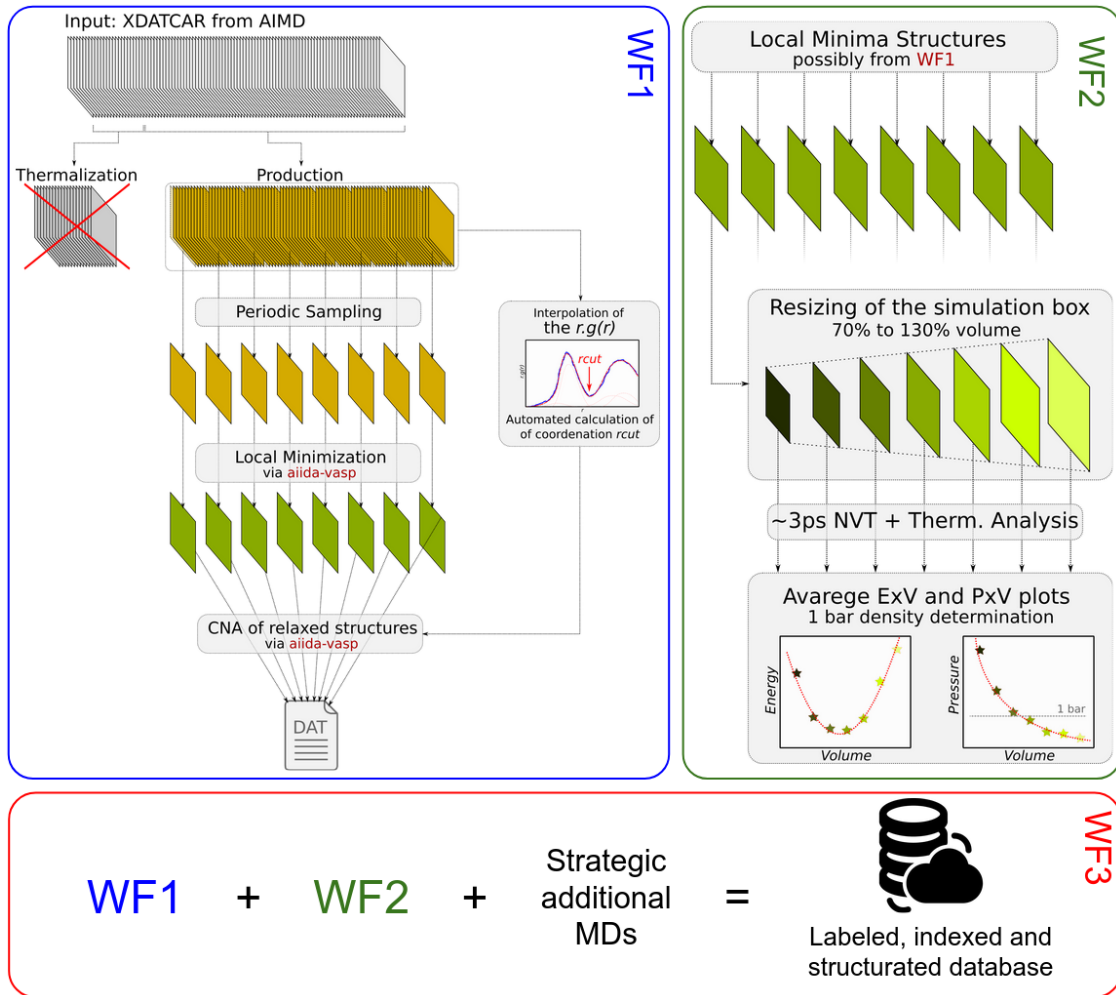 Input: XDATCAR from AIMD
WF1
Thermalization
Production
Periodic Sampling
Interpolation of
the r.g(r)
rcut
r.g(r)
r
Automated calculation of
of coordenation rcut
Local Minimization
via aiida-vasp
CNA of relaxed structures
via aiida-vasp
DAT
WF2
Local Minima Structures
possibly from WF1
Resizing of the simulation box
70% to 130% volume
~3ps NVT + Therm. Analysis
Avarege ExV and PxV plots
1 bar density determination
Energy
Volume
Pressure
1 bar
Volume
WF3
WF1 + WF2 + Strategic
additional
MDs =
Labeled, indexed and
structurated database